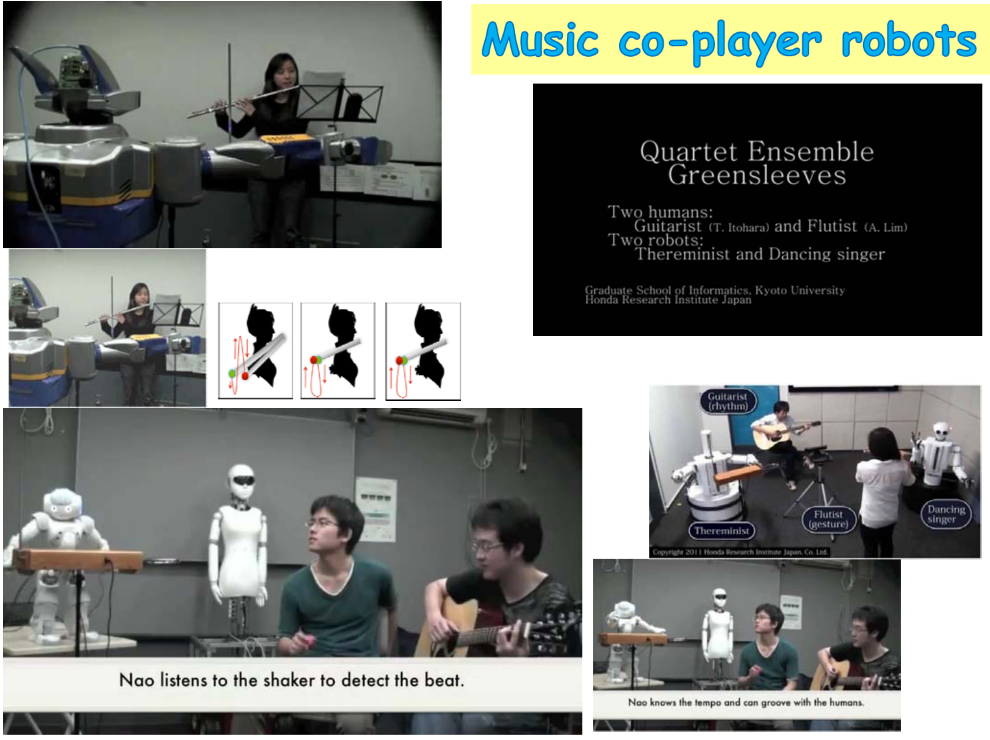 Music co-player robots
Quartet Ensemble
Greensleeves
Two humans:
Guitarist (T. Itohara) and Flutist (A. Lim)
Two robots:
Thereminist and Dancing singer
Graduate School of Informatics, Kyoto University
Honda Research Institute Japan
Guitarist
(rhythm)
Thereminist
Flutist
(gesture)
Dancing
singer
Copyright 2011 Honda Research Institute Japan, Co. Ltd.
Nao listens to the shaker to detect the beat.
Nao knows the tempo and can groove with the humans.